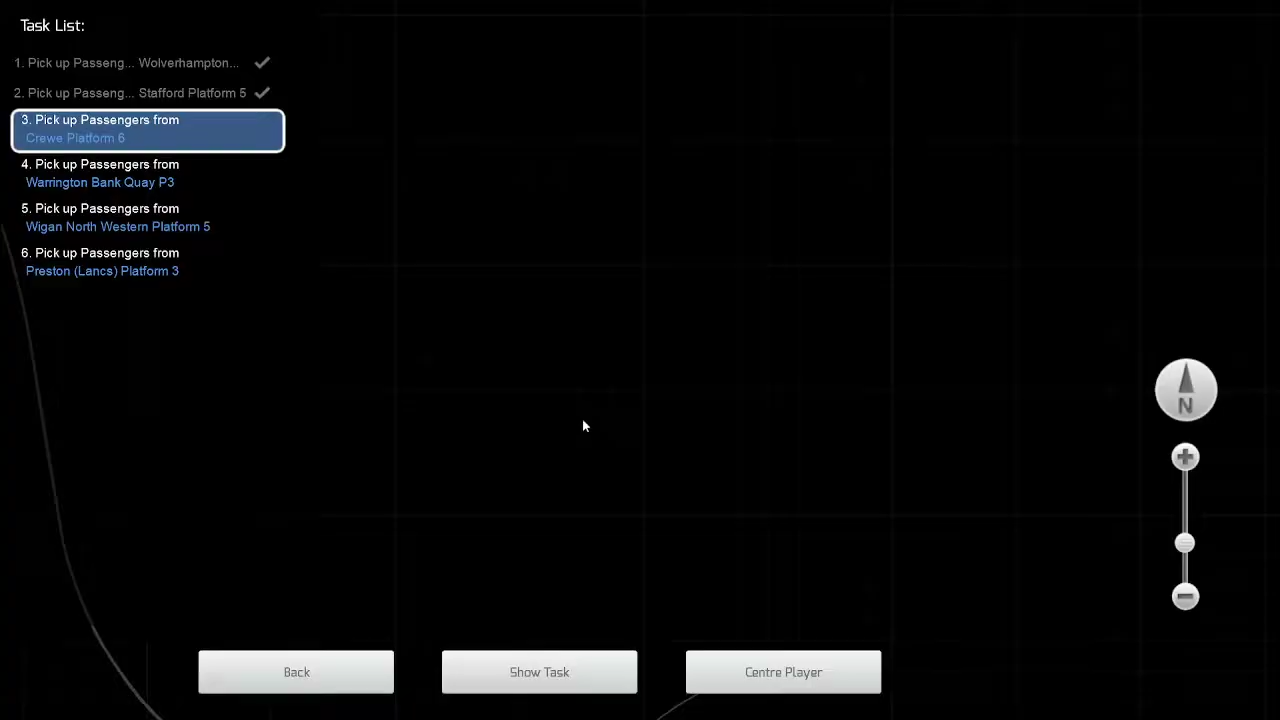 Task List:
1. Pick up Passeng... Wolverhampton...
2. Pick up Passeng... Stafford Platform 5
3. Pick up Passengers from
Crewe Platform 6
4. Pick up Passengers from
Warrington Bank Quay P3
5. Pick up Passengers from
Wigan North Western Platform 5
6. Pick up Passengers from
Preston (Lancs) Platform 3
N
Back
Show Task
Centre Player